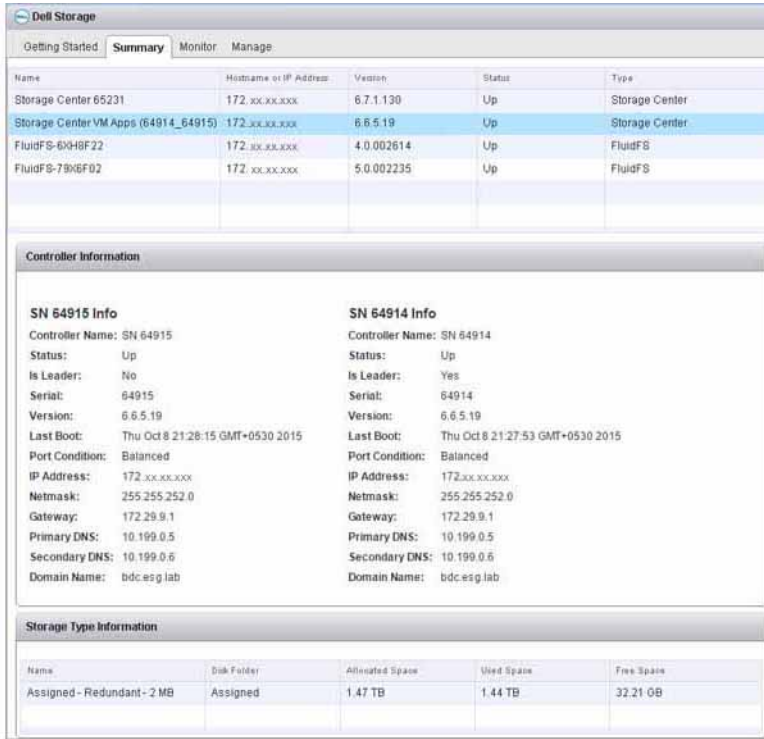 Dell Storage
Getting Started Summary Monitor Manage
Name Hostname or IP Address Version Status Type
Storage Center 65231 172.xx.xx.xxx 6.7.1.130 Up Storage Center
Storage Center VM Apps (64914_64915) 172.xx.xx.xxx 6.6.5.19 Up Storage Center
FluidFS-6XH8F22 172.xx.xx.xxx 4.0.002614 Up FluidFS
FluidFS-79X6F02 172.xx.xx.xxx 5.0.002235 Up FluidFS
Controller Information
SN 64915 Info SN 64914 Info
Controller Name: SN 64915 Controller Name: SN 64914
Status: Up Status: Up
Is Leader: No Is Leader: Yes
Serial: 64915 Serial: 64914
Version: 6.6.5.19 Version: 6.6.5.19
Last Boot: Thu Oct 8 21:28:15 GMT+0530 2015 Last Boot: Thu Oct 8 21:27:53 GMT+0530 2015
Port Condition: Balanced Port Condition: Balanced
IP Address: 172.xx.xx.xxx IP Address: 172.xx.xx.xxx
Netmask: 255.255.252.0 Netmask: 255.255.252.0
Gateway: 172.29.9.1 Gateway: 172.29.9.1
Primary DNS: 10.199.0.5 Primary DNS: 10.199.0.5
Secondary DNS: 10.199.0.6 Secondary DNS: 10.199.0.6
Domain Name: bdc.esg.lab Domain Name: bdc.esg.lab
Storage Type Information
Name Disk Folder Allocated Space Used Space Free Space
Assigned - Redundant - 2 MB Assigned 1.47 TB 1.44 TB 32.21 GB